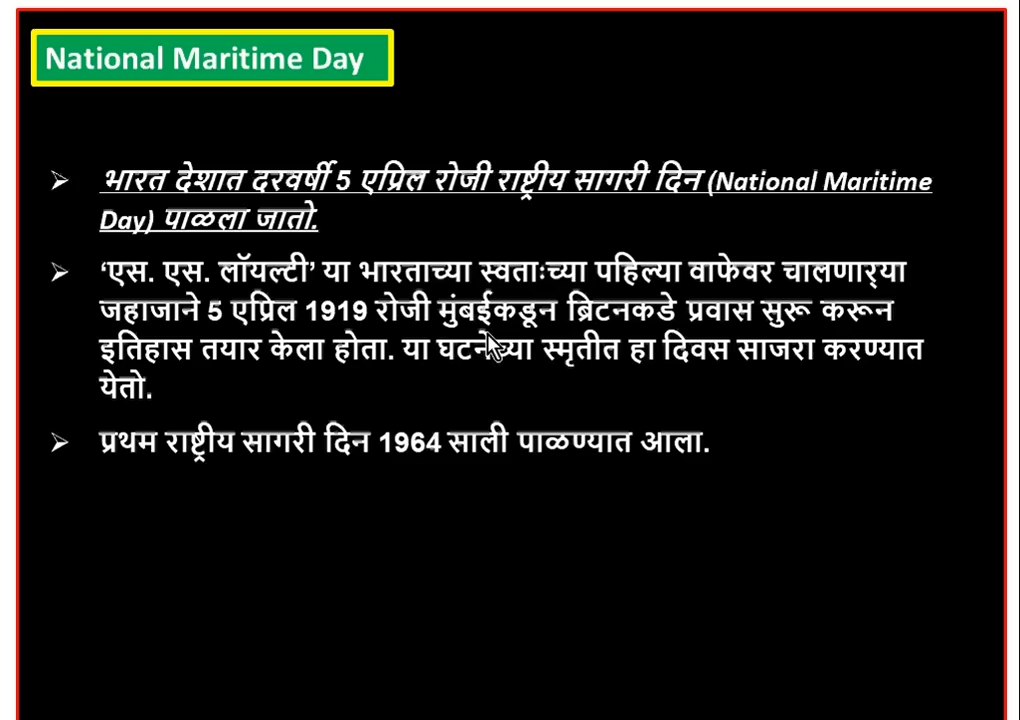 National Maritime Day
➢ भारत देशात दरवर्षी 5 एप्रिल रोजी राष्ट्रीय सागरी दिन (National Maritime
Day) पाळला जातो.
➢ ‘एस. एस. लॉयल्टी’ या भारताच्या स्वताःच्या पहिल्या वाफेवर चालणाऱ्या
जहाजाने 5 एप्रिल 1919 रोजी मुंबईकडून ब्रिटनकडे प्रवास सुरू करून
इतिहास तयार केला होता. या घटनेच्या स्मृतीत हा दिवस साजरा करण्यात
येतो.
➢ प्रथम राष्ट्रीय सागरी दिन 1964 साली पाळण्यात आला.